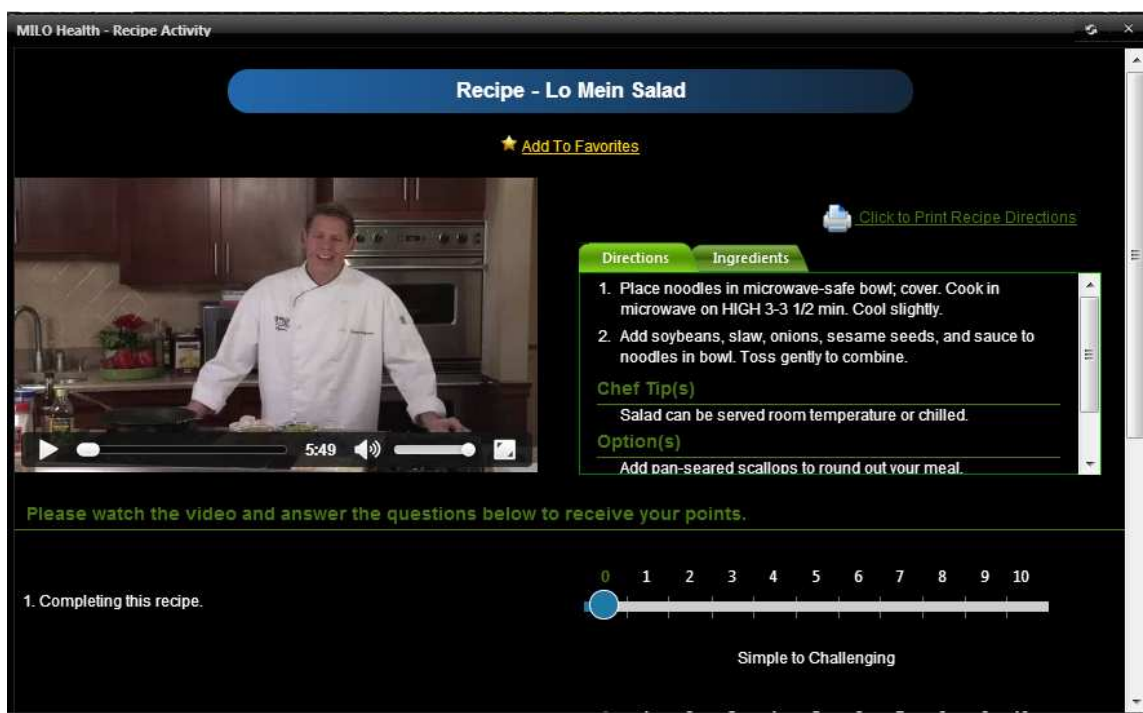 MILO Health - Recipe Activity
Recipe - Lo Mein Salad
Add To Favorites
Click to Print Recipe Directions
Directions
Ingredients
1. Place noodles in microwave-safe bowl; cover. Cook in
microwave on HIGH 3-3 1/2 min. Cool slightly.
2. Add soybeans, slaw, onions, sesame seeds, and sauce to
noodles in bowl. Toss gently to combine.
Chef Tip(s)
Salad can be served room temperature or chilled.
Option(s)
Add pan-seared scallops to round out your meal.
5:49
Please watch the video and answer the questions below to receive your points.
0 1 2 3 4 5 6 7 8 9 10
1. Completing this recipe.
Simple to Challenging